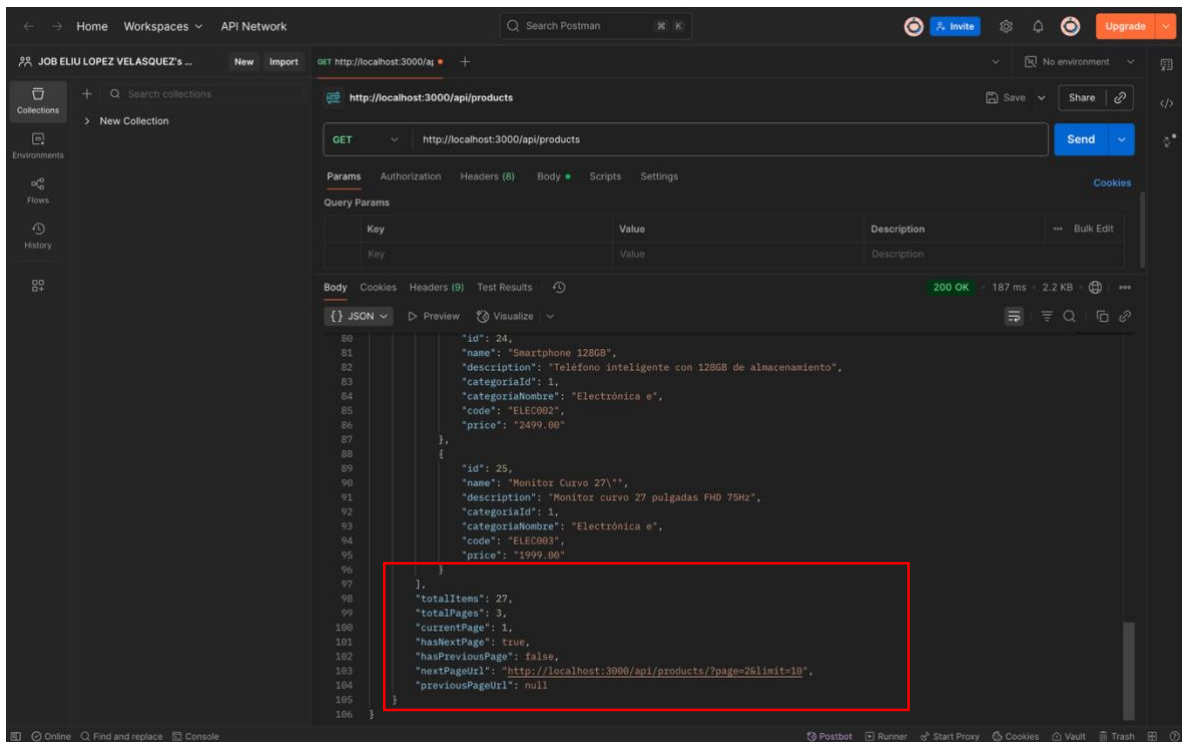 Home Workspaces API Network Search Postman ⌘ K Invite Upgrade
JOB ELIU LOPEZ VELASQUEZ's ... New Import GET http://localhost:3000/ap No environment
Collections Search collections http://localhost:3000/api/products Save Share
New Collection
Environments GET http://localhost:3000/api/products Send
Flows Params Authorization Headers (8) Body Scripts Settings Cookies
Query Params
History Key Value Description Bulk Edit
Key Value Description
Body Cookies Headers (9) Test Results 200 OK 187 ms 2.2 KB
{} JSON Preview Visualize
80 "id": 24,
81 "name": "Smartphone 128GB",
82 "description": "Teléfono inteligente con 128GB de almacenamiento",
83 "categoriaId": 1,
84 "categoriaNombre": "Electrónica e",
85 "code": "ELEC002",
86 "price": "2499.00"
87 },
88 {
89 "id": 25,
90 "name": "Monitor Curvo 27\"",
91 "description": "Monitor curvo 27 pulgadas FHD 75Hz",
92 "categoriaId": 1,
93 "categoriaNombre": "Electrónica e",
94 "code": "ELEC003",
95 "price": "1999.00"
96 }
97 ],
98 "totalItems": 27,
99 "totalPages": 3,
100 "currentPage": 1,
101 "hasNextPage": true,
102 "hasPreviousPage": false,
103 "nextPageUrl": "http://localhost:3000/api/products/?page=2&limit=10",
104 "previousPageUrl": null
105 }
106 }
Online Find and replace Console Postbot Runner Start Proxy Cookies Vault Trash